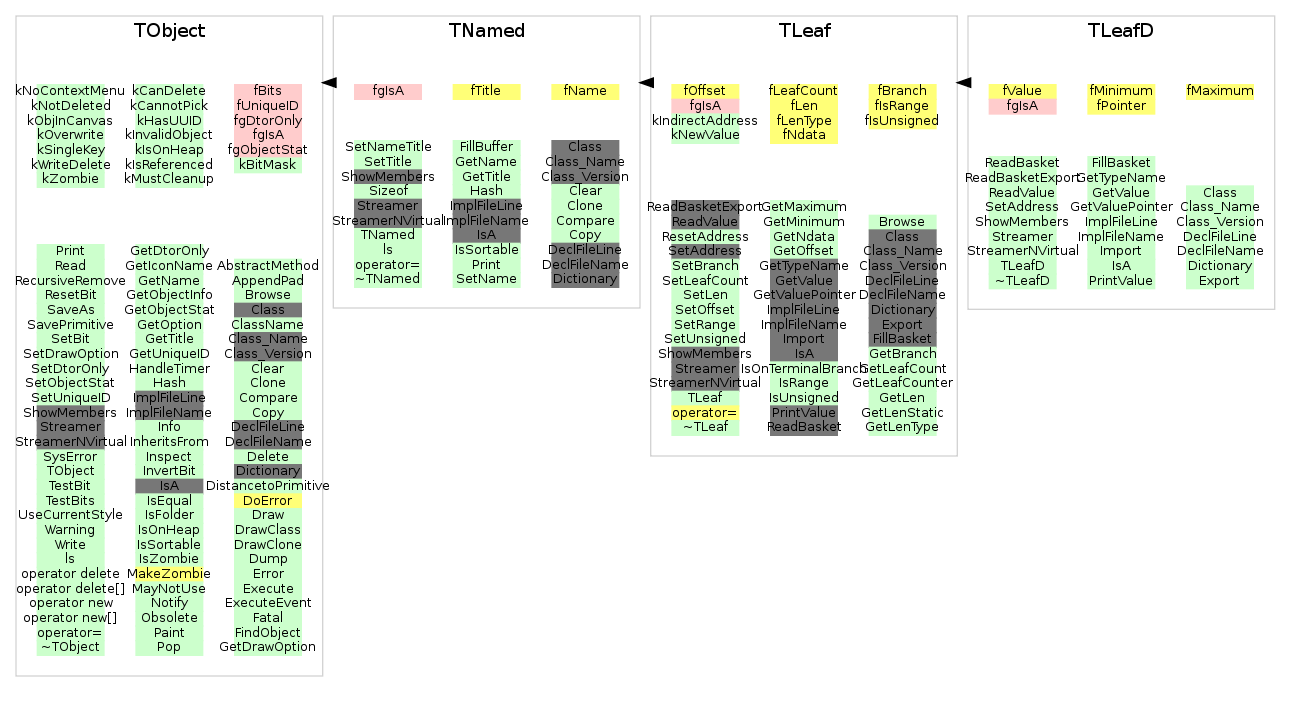 TObject
kNoContextMenu
kNotDeleted
kObjInCanvas
kOverwrite
kSingleKey
kWriteDelete
kZombie
kCanDelete
kCannotPick
kHasUUID
kInvalidObject
kIsOnHeap
kIsReferenced
kMustCleanup
fBits
fUniqueID
fgDtorOnly
fgIsA
fgObjectStat
kBitMask
Print
Read
RecursiveRemove
ResetBit
SaveAs
SavePrimitive
SetBit
SetDrawOption
SetDtorOnly
SetObjectStat
SetUniqueID
ShowMembers
Streamer
StreamerNVirtual
SysError
TObject
TestBit
TestBits
UseCurrentStyle
Warning
Write
ls
operator delete
operator delete[]
operator new
operator new[]
operator=
~TObject
GetDtorOnly
GetIconName
GetName
GetObjectInfo
GetObjectStat
GetOption
GetTitle
GetUniqueID
HandleTimer
Hash
ImplFileLine
ImplFileName
Info
InheritsFrom
Inspect
InvertBit
IsA
IsEqual
IsFolder
IsOnHeap
IsSortable
IsZombie
MakeZombie
MayNotUse
Notify
Obsolete
Paint
Pop
AbstractMethod
AppendPad
Browse
Class
ClassName
Class_Name
Class_Version
Clear
Clone
Compare
Copy
DeclFileLine
DeclFileName
Delete
Dictionary
DistancetoPrimitive
DoError
Draw
DrawClass
DrawClone
Dump
Error
Execute
ExecuteEvent
Fatal
FindObject
GetDrawOption
TNamed
fgIsA
fTitle
fName
SetNameTitle
SetTitle
ShowMembers
Sizeof
Streamer
StreamerNVirtual
TNamed
ls
operator=
~TNamed
FillBuffer
GetName
GetTitle
Hash
ImplFileLine
ImplFileName
IsA
IsSortable
Print
SetName
Class
Class_Name
Class_Version
Clear
Clone
Compare
Copy
DeclFileLine
DeclFileName
Dictionary
TLeaf
fOffset
fgIsA
kIndirectAddress
kNewValue
fLeafCount
fLen
fLenType
fNdata
fBranch
fIsRange
fIsUnsigned
ReadBasketExport
ReadValue
ResetAddress
SetAddress
SetBranch
SetLeafCount
SetLen
SetOffset
SetRange
SetUnsigned
ShowMembers
Streamer
StreamerNVirtual
TLeaf
operator=
~TLeaf
GetMaximum
GetMinimum
GetNdata
GetOffset
GetTypeName
GetValue
GetValuePointer
ImplFileLine
ImplFileName
Import
IsA
IsOnTerminalBranch
IsRange
IsUnsigned
PrintValue
ReadBasket
Browse
Class
Class_Name
Class_Version
DeclFileLine
DeclFileName
Dictionary
Export
FillBasket
GetBranch
GetLeafCount
GetLeafCounter
GetLen
GetLenStatic
GetLenType
TLeafD
fValue
fgIsA
fMinimum
fPointer
fMaximum
ReadBasket
ReadBasketExport
ReadValue
SetAddress
ShowMembers
Streamer
StreamerNVirtual
TLeafD
~TLeafD
FillBasket
GetTypeName
GetValue
GetValuePointer
ImplFileLine
ImplFileName
Import
IsA
PrintValue
Class
Class_Name
Class_Version
DeclFileLine
DeclFileName
Dictionary
Export